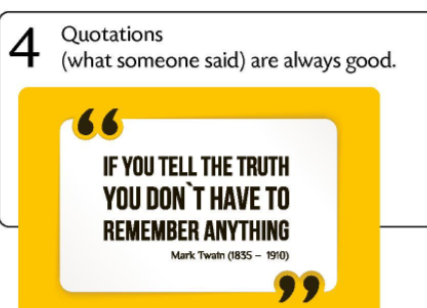 4
Quotations
(what someone said) are always good.
“
IF YOU TELL THE TRUTH
YOU DON`T HAVE TO
REMEMBER ANYTHING
Mark Twain (1835 – 1910)
”